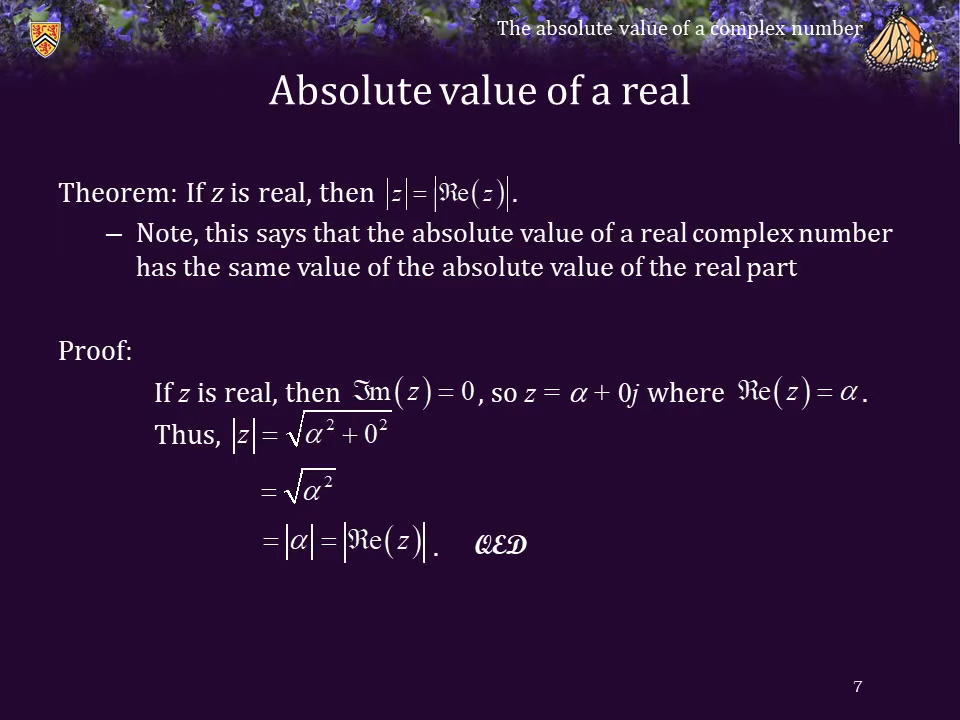 The absolute value of a complex number
Absolute value of a real
Theorem: If z is real, then |z| = |ℜe(z)|.
– Note, this says that the absolute value of a real complex number
has the same value of the absolute value of the real part
Proof:
If z is real, then ℑm(z) = 0, so z = α + 0j where ℜe(z) = α.
Thus, |z| = √(α² + 0²)
= √(α²)
= |α| = |ℜe(z)|. QED
7